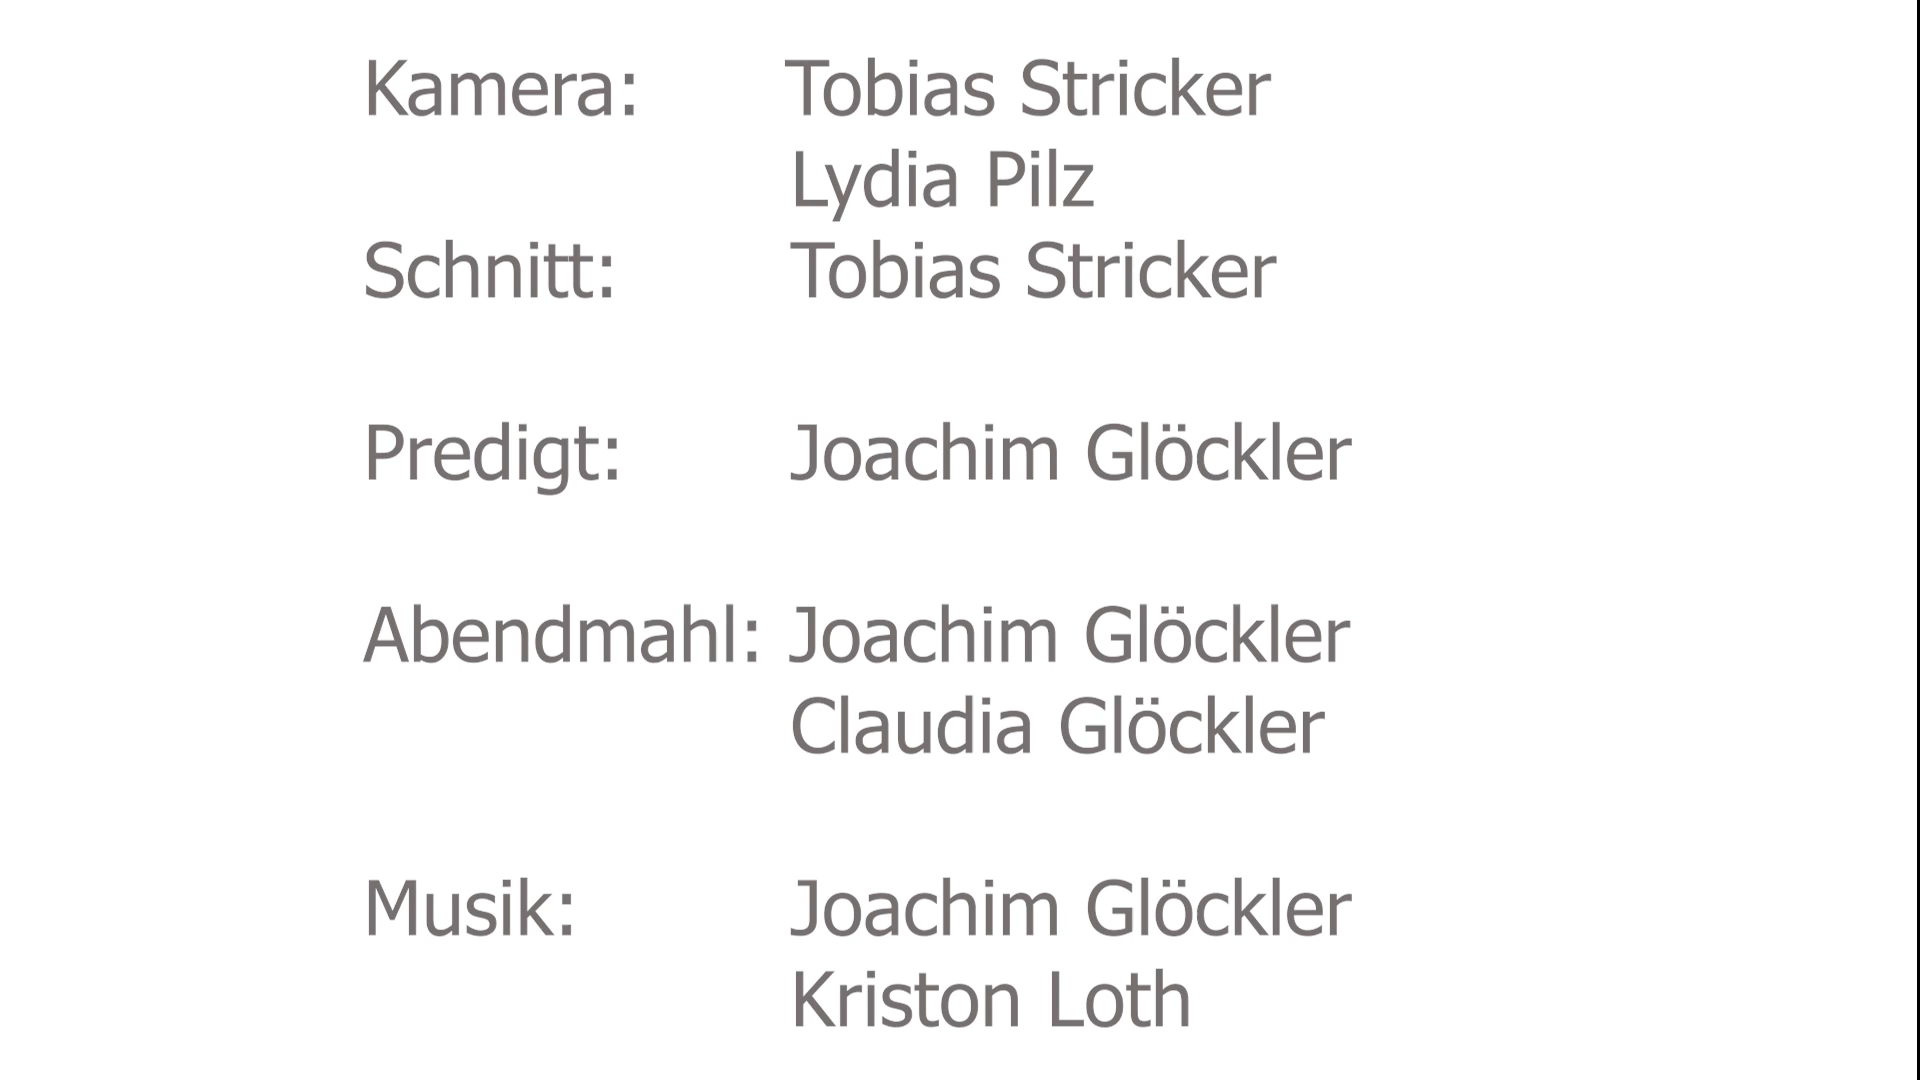 Kamera: Tobias Stricker
Lydia Pilz
Schnitt: Tobias Stricker
Predigt: Joachim Glöckler
Abendmahl: Joachim Glöckler
Claudia Glöckler
Musik: Joachim Glöckler
Kriston Loth